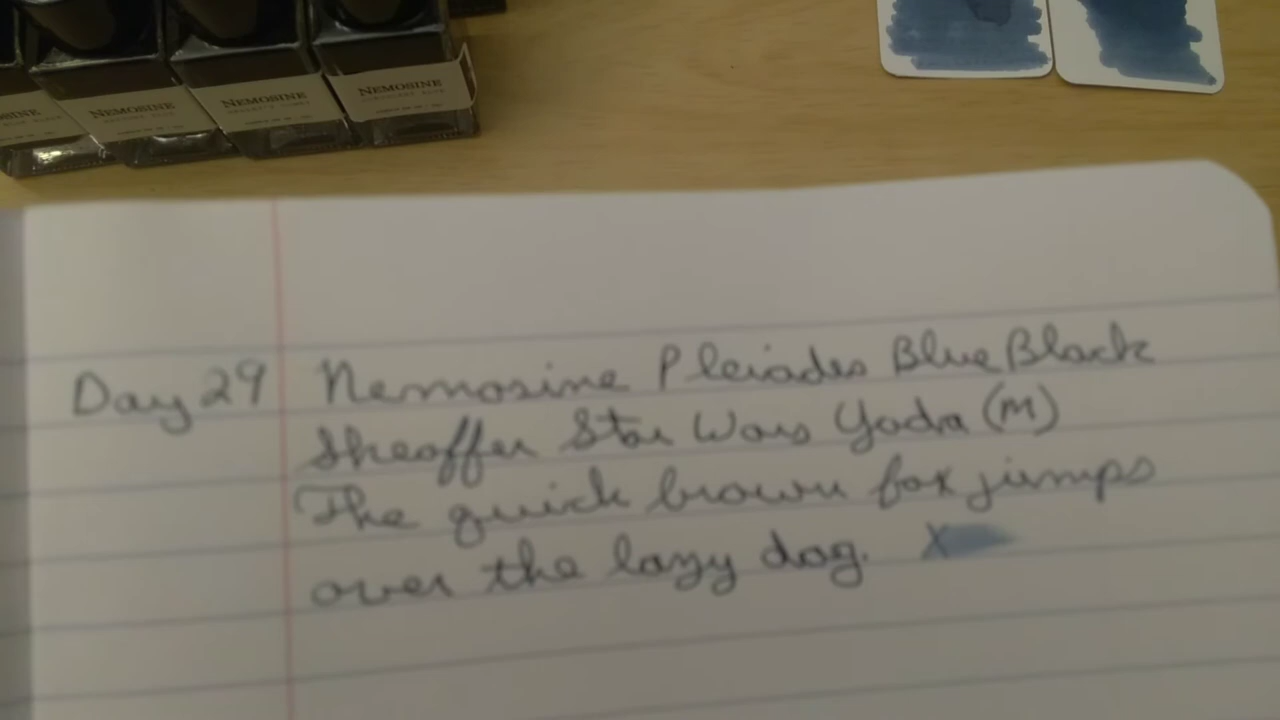 NEMOSINE
NEMOSINE
NEMOSINE
Day 29 Nemosine Pleiades Blue Black
Sheaffer Star Wars Yoda (M)
The quick brown fox jumps
over the lazy dog. X